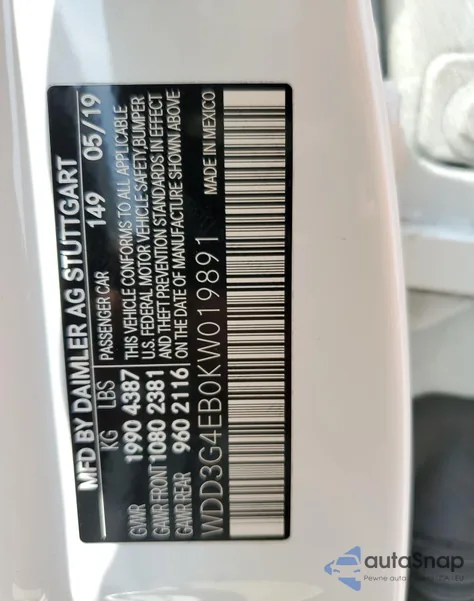 MFD BY DAIMLER AG STUTTGART
149 05/19
KG LBS PASSENGER CAR
GVWR 1990 4387 THIS VEHICLE CONFORMS TO ALL APPLICABLE
GAWR FRONT 1080 2381 U.S. FEDERAL MOTOR VEHICLE SAFETY, BUMPER
GAWR REAR 960 2116 AND THEFT PREVENTION STANDARDS IN EFFECT
ON THE DATE OF MANUFACTURE SHOWN ABOVE
WDD3G4EB0KW019891 MADE IN MEXICO
autoSnap